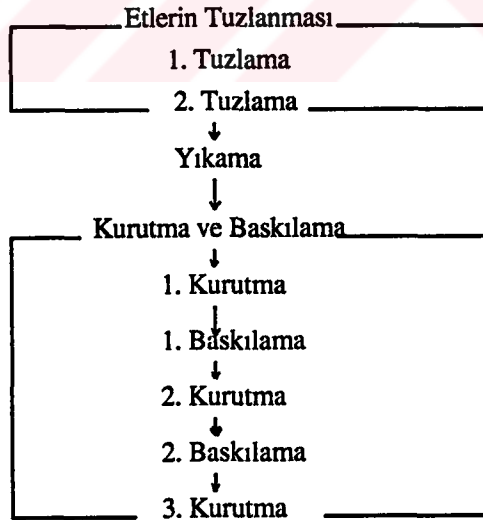 Etlerin Tuzlanması
1. Tuzlama
2. Tuzlama
Yıkama
Kurutma ve Baskılama
1. Kurutma
1. Baskılama
2. Kurutma
2. Baskılama
3. Kurutma